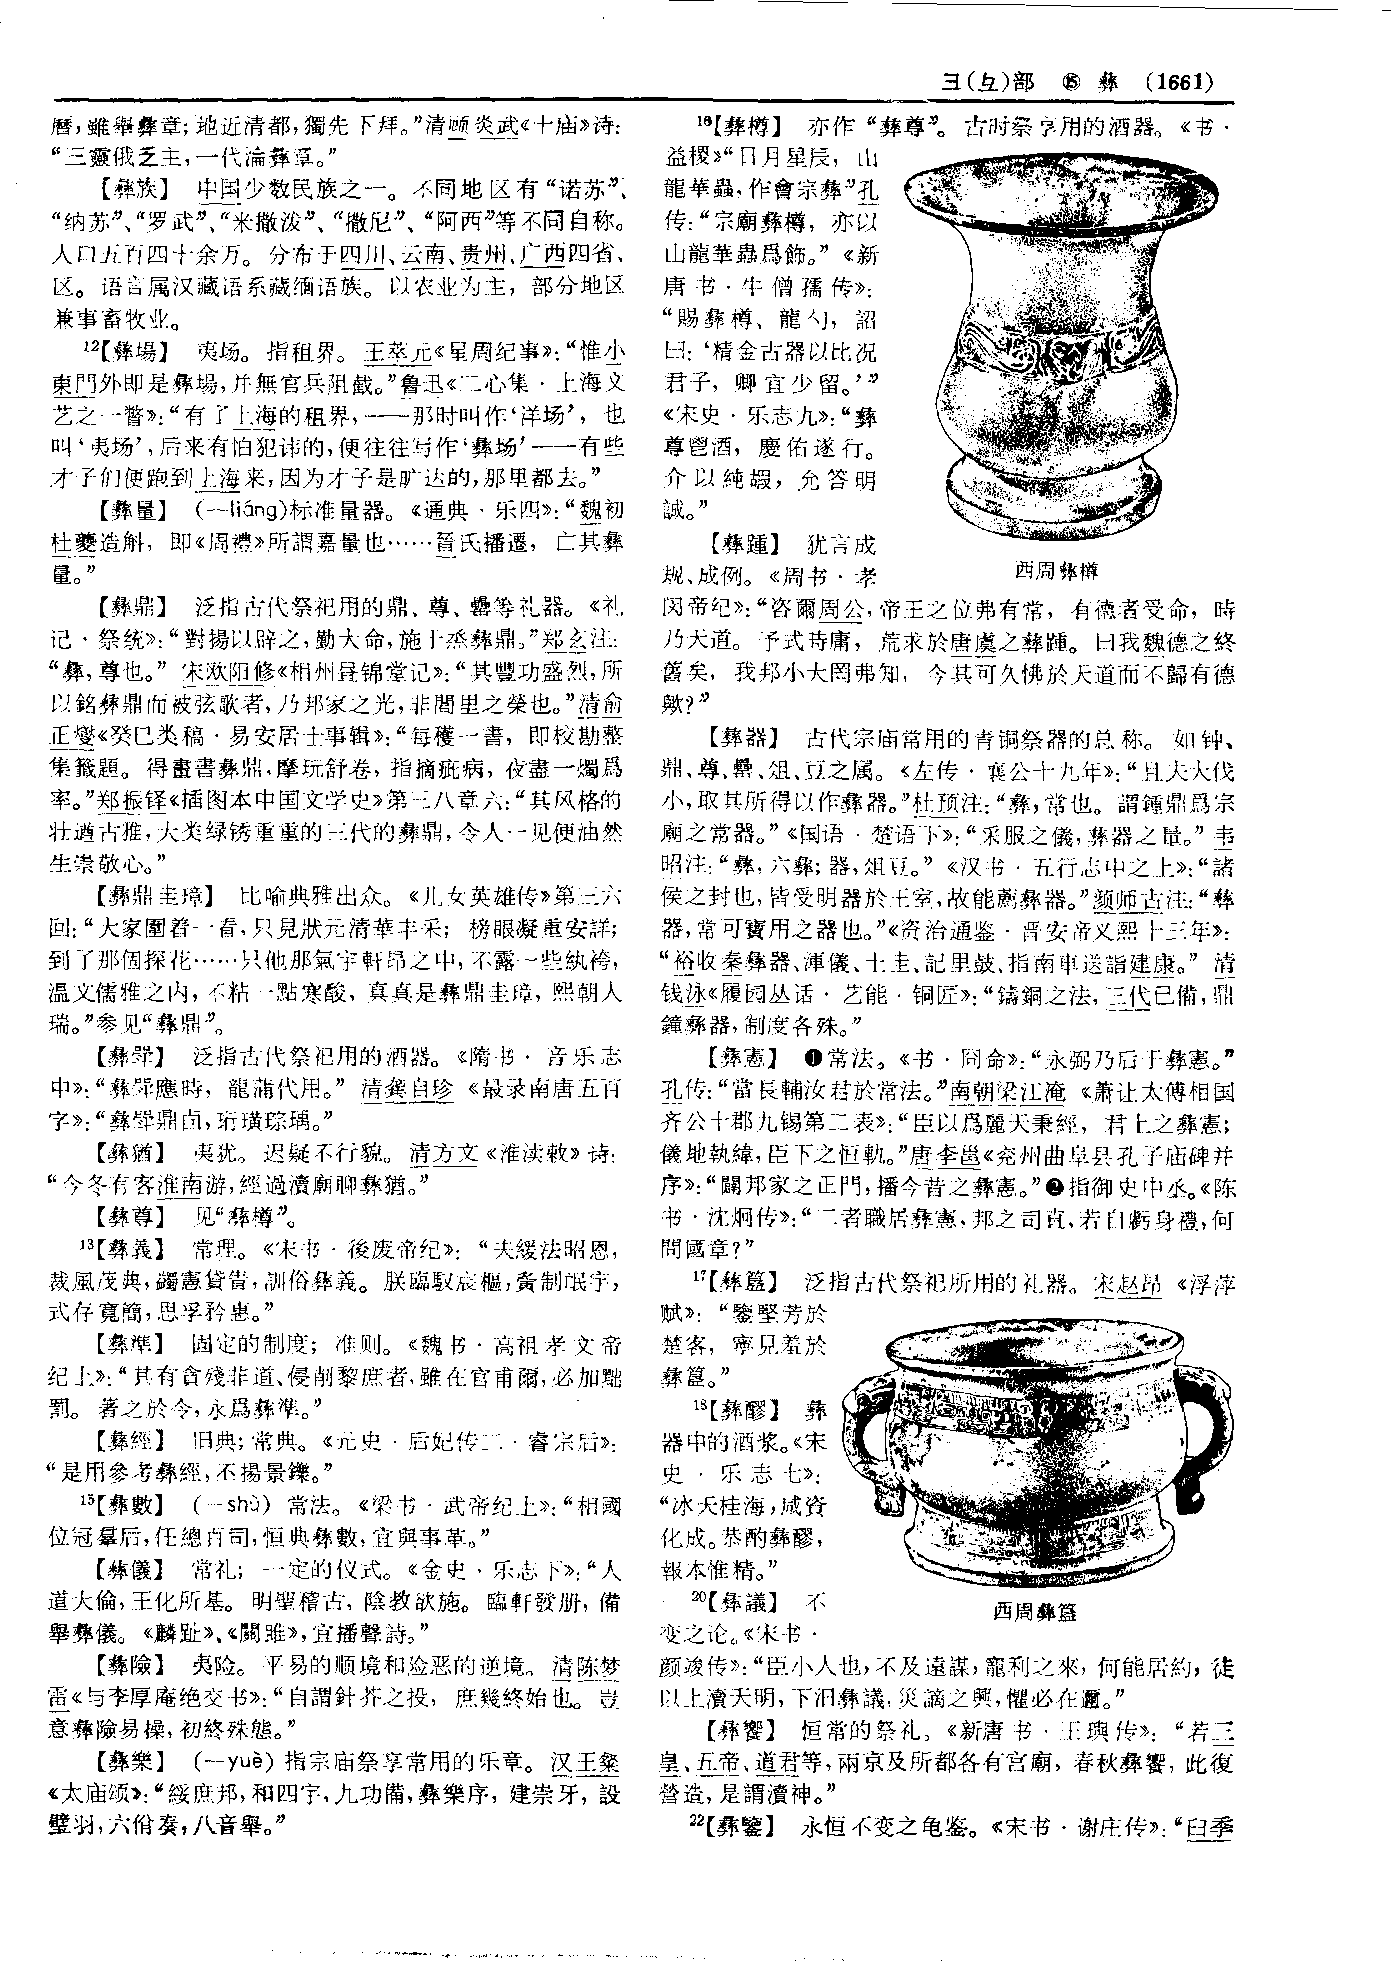 彐(彑)部 ⑮ 彝 (1661)
曆,雖舉彝章;地近清都,獨先下拜。”清顾炎武《十庙》诗:
“三靈俄乏主,一代淪彝章。”
【彝族】 中国少数民族之一。不同地区有“诺苏”、
“纳苏”、“罗武”、“米撒泼”、“撒尼”、“阿西”等不同自称。
人口五百四十余万。分布于四川、云南、贵州、广西四省、
区。语言属汉藏语系藏缅语族。以农业为主,部分地区
兼事畜牧业。
12【彝場】 夷场。指租界。王萃元《星周纪事》:“惟小
東門外即是彝場,并無官兵阻截。”鲁迅《二心集·上海文
艺之一瞥》:“有了上海的租界,——那时叫作‘洋场’,也
叫‘夷场’,后来有怕犯讳的,便往往写作‘彝场’——有些
才子们便跑到上海来,因为才子是旷达的,那里都去。”
【彝量】 (—liáng)标准量器。《通典·乐四》:“魏初
杜夔造斛,即《周禮》所謂嘉量也……晉氏播遷,亡其彝
量。”
【彝鼎】 泛指古代祭祀用的鼎、尊、罍等礼器。《礼
记·祭统》:“對揚以辟之,勤大命,施于烝彝鼎。”郑玄注:
“彝,尊也。” 宋欧阳修《相州昼锦堂记》:“其豐功盛烈,所
以銘彝鼎而被弦歌者,乃邦家之光,非閭里之榮也。”清俞
正燮《癸巳类稿·易安居士事辑》:“每穫一書,即校勘整
集籤題。得畫書彝鼎,摩玩舒卷,指摘疵病,夜盡一燭爲
率。”郑振铎《插图本中国文学史》第三八章六:“其风格的
壮遒古雅,大类绿锈重重的三代的彝鼎,令人一见便油然
生崇敬心。”
【彝鼎圭璋】 比喻典雅出众。《儿女英雄传》第三六
回:“大家圍着一看,只見狀元清華丰采;榜眼凝重安詳;
到了那個探花……只他那氣宇軒昂之中,不露一些紈袴,
温文儒雅之内,不粘一點寒酸,真真是彝鼎圭璋,熙朝人
瑞。”参见“彝鼎”。
【彝斝】 泛指古代祭祀用的酒器。《隋书·音乐志
中》:“彝斝應時,龍蒲代用。” 清龚自珍《最录南唐五百
字》:“彝斝鼎卣,珩璜琮瑀。”
【彝猶】 夷犹。迟疑不行貌。清方文《淮渎敕》诗:
“今冬有客淮南游,經過瀆廟聊彝猶。”
【彝尊】 见“彝樽”。
13【彝義】 常理。《宋书·後废帝纪》:“夫緩法昭恩,
裁風茂典,蠲憲貸眚,訓俗彝義。朕臨馭宸樞,夤制氓宇,
式存寬簡,思孚矜惠。”
【彝準】 固定的制度;准则。《魏书·高祖孝文帝
纪上》:“其有貪殘非道、侵削黎庶者,雖在官甫爾,必加黜
罰。著之於令,永爲彝準。”
【彝經】 旧典;常典。《元史·后妃传二·睿宗后》:
“是用參考彝經,不揚景鑠。”
15【彝數】 (—shù) 常法。《梁书·武帝纪上》:“相國
位冠羣后,任總百司,恒典彝數,宜與事革。”
【彝儀】 常礼;一定的仪式。《金史·乐志下》:“人
道大倫,王化所基。明聖稽古,陰教欲施。臨軒發册,備
舉彝儀。《麟趾》、《關雎》,宜播聲詩。”
【彝險】 夷险。平易的顺境和险恶的逆境。清陈梦
雷《与李厚庵绝交书》:“自謂針芥之投,庶幾終始也。豈
意彝險易操,初終殊態。”
【彝樂】 (—yuè) 指宗庙祭享常用的乐章。汉王粲
《太庙颂》:“綏庶邦,和四宇,九功備,彝樂序,建崇牙,設
璧羽,六佾奏,八音舉。”
16【彝樽】 亦作“彝尊”。古时祭享用的酒器。《书·
益稷》“日月星辰,山
龍華蟲,作會宗彝”孔
传:“宗廟彝樽,亦以
山龍華蟲爲飾。”《新
唐书·牛僧孺传》:
“賜彝樽、龍勺,詔
曰:‘精金古器以比况
君子,卿宜少留。’”
《宋史·乐志九》:“彝
尊鬯酒,慶佑遂行。
介以純嘏,允答明
誠。”
西周彝樽
【彝踵】 犹言成
规、成例。《周书·孝
闵帝纪》:“咨爾周公,帝王之位弗有常,有德者受命,時
乃天道。予式時庸,荒求於唐虞之彝踵。曰我魏德之終
舊矣,我邦小大罔弗知,今其可久怫於天道而不歸有德
歟?”
【彝器】 古代宗庙常用的青铜祭器的总称。如钟、
鼎、尊、罍、俎、豆之属。《左传·襄公十九年》:“且夫大伐
小,取其所得以作彝器。”杜预注:“彝,常也。謂鍾鼎爲宗
廟之常器。”《国语·楚语下》:“采服之儀,彝器之量。”韦
昭注:“彝,六彝;器,俎豆。”《汉书·五行志中之上》:“諸
侯之封也,皆受明器於王室,故能薦彝器。”颜师古注:“彝
器,常可寶用之器也。”《资治通鉴·晋安帝义熙十三年》:
“裕收秦彝器、渾儀、土圭、記里鼓、指南車送詣建康。” 清
钱泳《履园丛话·艺能·铜匠》:“鑄銅之法,三代已備,鼎
鐘彝器,制度各殊。”
【彝憲】 ❶常法。《书·冏命》:“永弼乃后于彝憲。”
孔传:“當長輔汝君於常法。”南朝梁江淹《萧让太傅相国
齐公十郡九锡第二表》:“臣以爲麗天秉經,君上之彝憲;
儀地執緯,臣下之恒軌。”唐李邕《兖州曲阜县孔子庙碑并
序》:“闢邦家之正門,播今昔之彝憲。”❷指御史中丞。《陈
书·沈炯传》:“二者職居彝憲,邦之司直,若自虧身禮,何
問國章?”
17【彝簋】 泛指古代祭祀所用的礼器。宋赵昂《浮萍
赋》:“鑒堅芳於
楚客,寧見羞於
彝簋。”
18【彝醪】 彝
器中的酒浆。《宋
史·乐志七》:
“冰天桂海,咸資
化成。恭酌彝醪,
報本惟精。”
西周彝簋
20【彝議】 不
变之论。《宋书·
颜竣传》:“臣小人也,不及遠謀,寵利之來,何能居約,徒
以上瀆天明,下汨彝議,災謫之興,懼必在邇。”
【彝饗】 恒常的祭礼。《新唐书·王璵传》:“若三
皇、五帝、道君等,兩京及所都各有宫廟,春秋彝饗,此復
營造,是謂瀆神。”
22【彝鑒】 永恒不变之龟鉴。《宋书·谢庄传》:“臼季